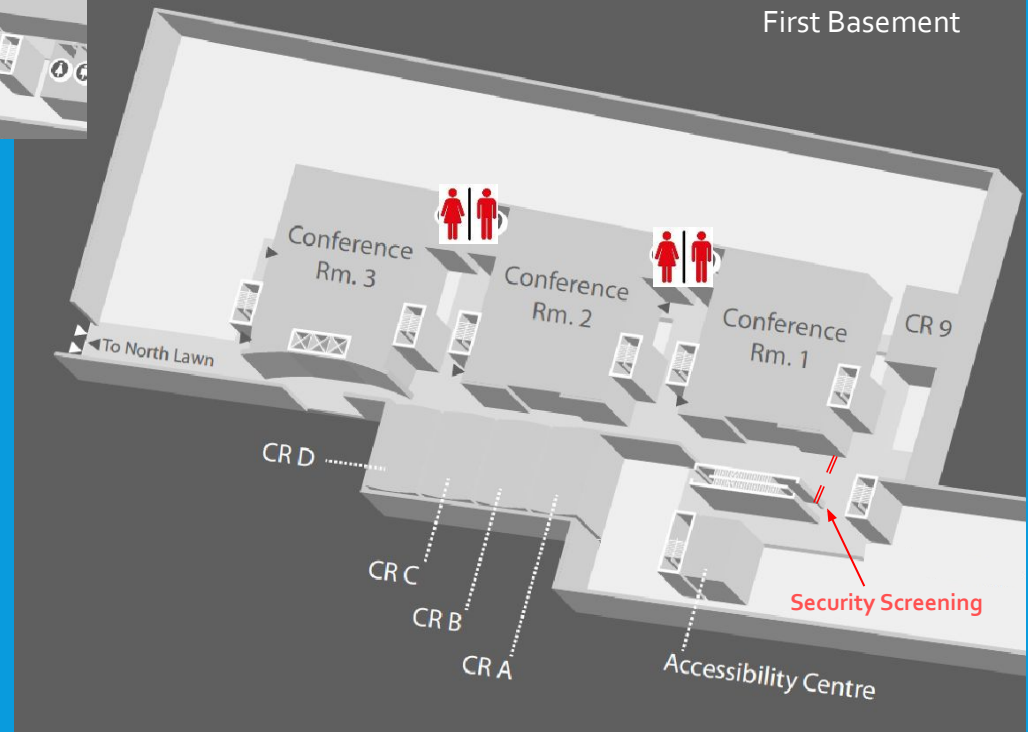 First Basement
Conference
Rm. 3
Conference
Rm. 2
Conference
Rm. 1
CR 9
To North Lawn
CR D
CR C
CR B
CR A
Security Screening
Accessibility Centre